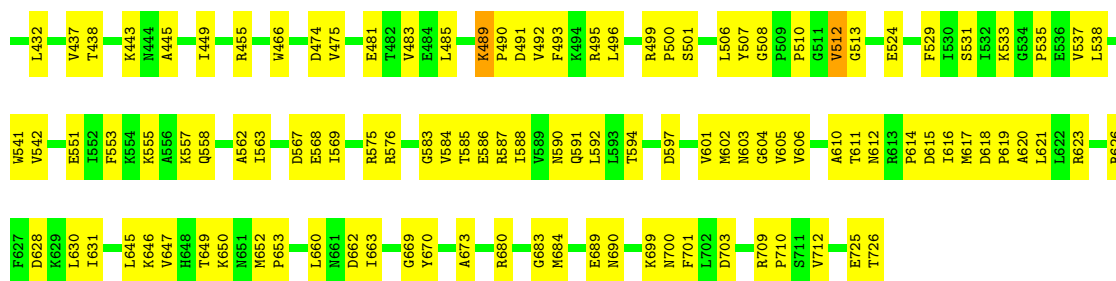 L432 V437 T438 K443 N444 A445 I449 R455 W466 D474 V475 E481 T482 V483 E484 L485 K489 P490 D491 V492 F493 K494 R495 L496 R499 P500 S501 L506 Y507 G508 P509 P510 G511 V512 G513 E524 F529 I530 S531 I532 K533 G534 P535 E536 V537 L538
W541 V542 E551 I552 F553 K554 K555 A556 K557 Q558 A562 I563 D567 E568 I569 R575 R576 G583 V584 T585 E586 R587 I588 V589 N590 Q591 L592 L593 T594 D597 V601 M602 N603 G604 V605 V606 A610 T611 N612 R613 P614 D615 I616 M617 D618 P619 A620 L621 L622 R623 R626
F627 D628 K629 L630 I631 L645 K646 V647 H648 T649 K650 N651 M652 P653 L660 N661 D662 I663 G669 Y670 A673 R680 G683 M684 E689 N690 K699 N700 F701 L702 D703 R709 P710 S711 V712 E725 T726